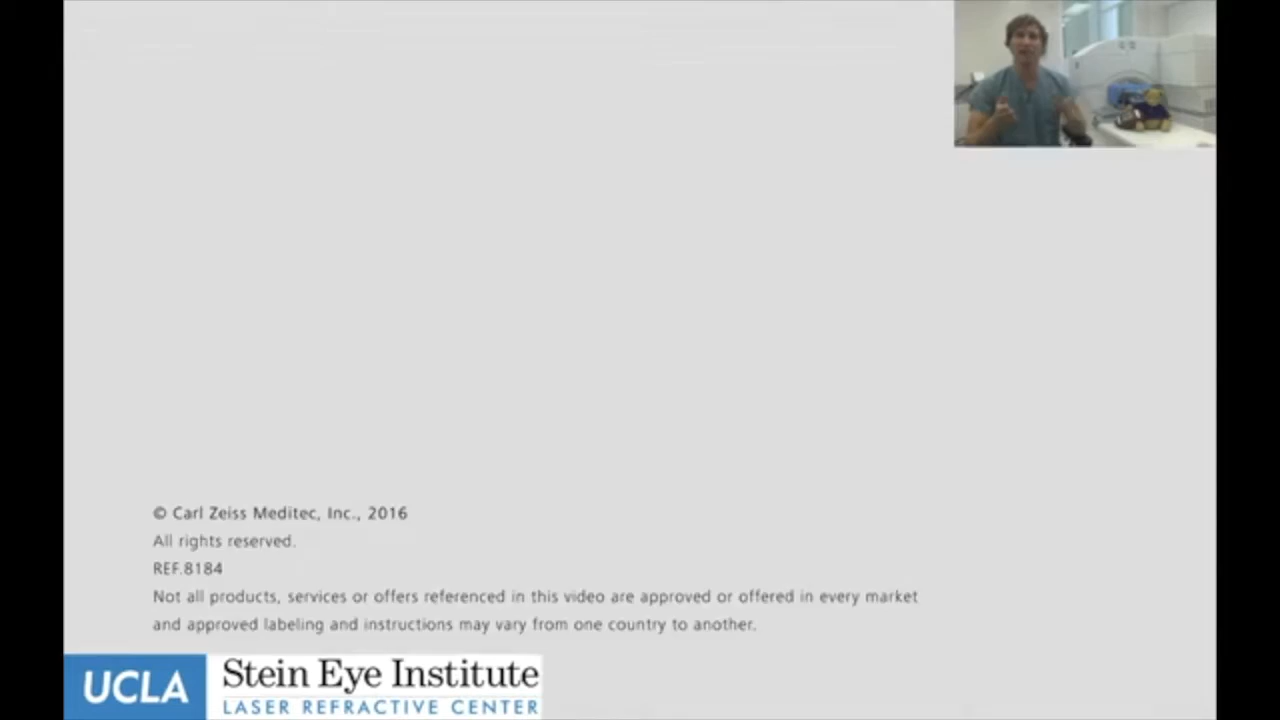 © Carl Zeiss Meditec, Inc., 2016
All rights reserved.
REF.8184
Not all products, services or offers referenced in this video are approved or offered in every market
and approved labeling and instructions may vary from one country to another.
UCLA
Stein Eye Institute
LASER REFRACTIVE CENTER